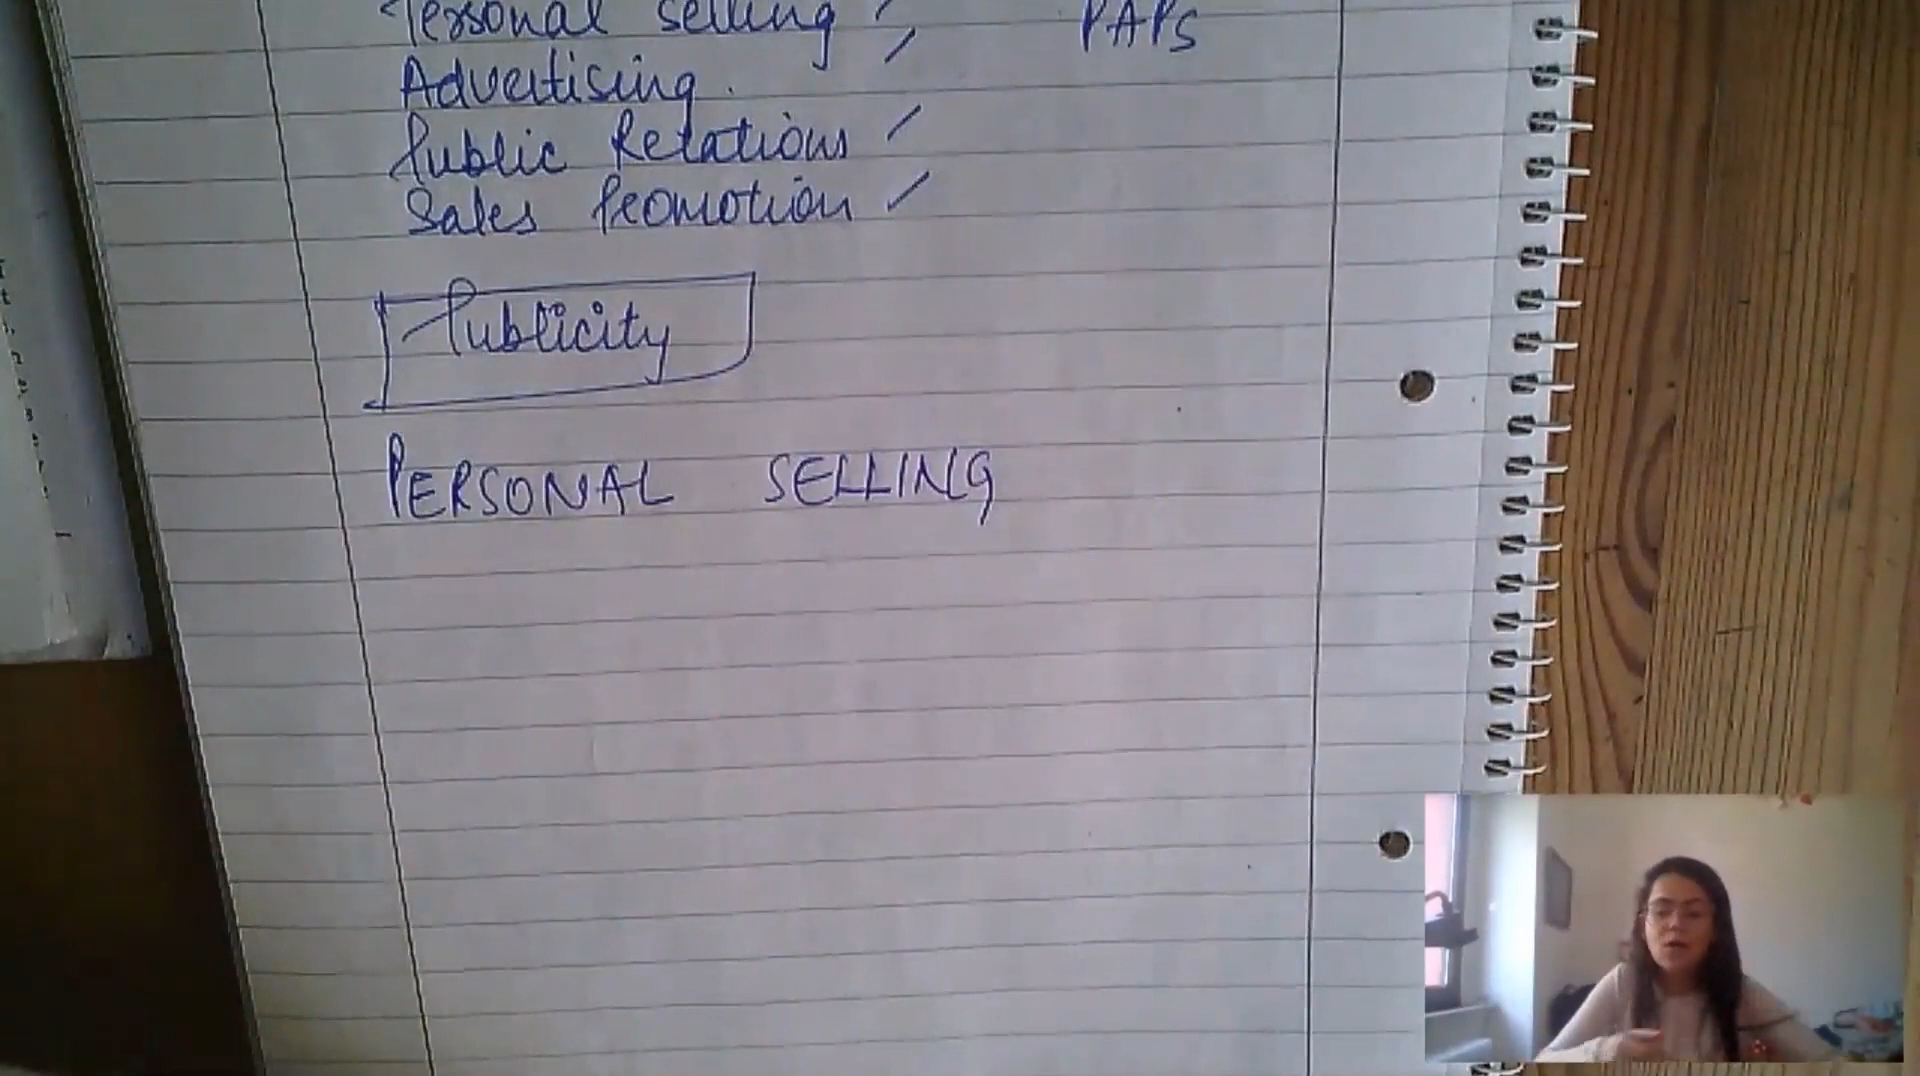 Personal selling
PAPS
Advertising.
Public Relations
Sales Promotion
Publicity
PERSONAL SELLING